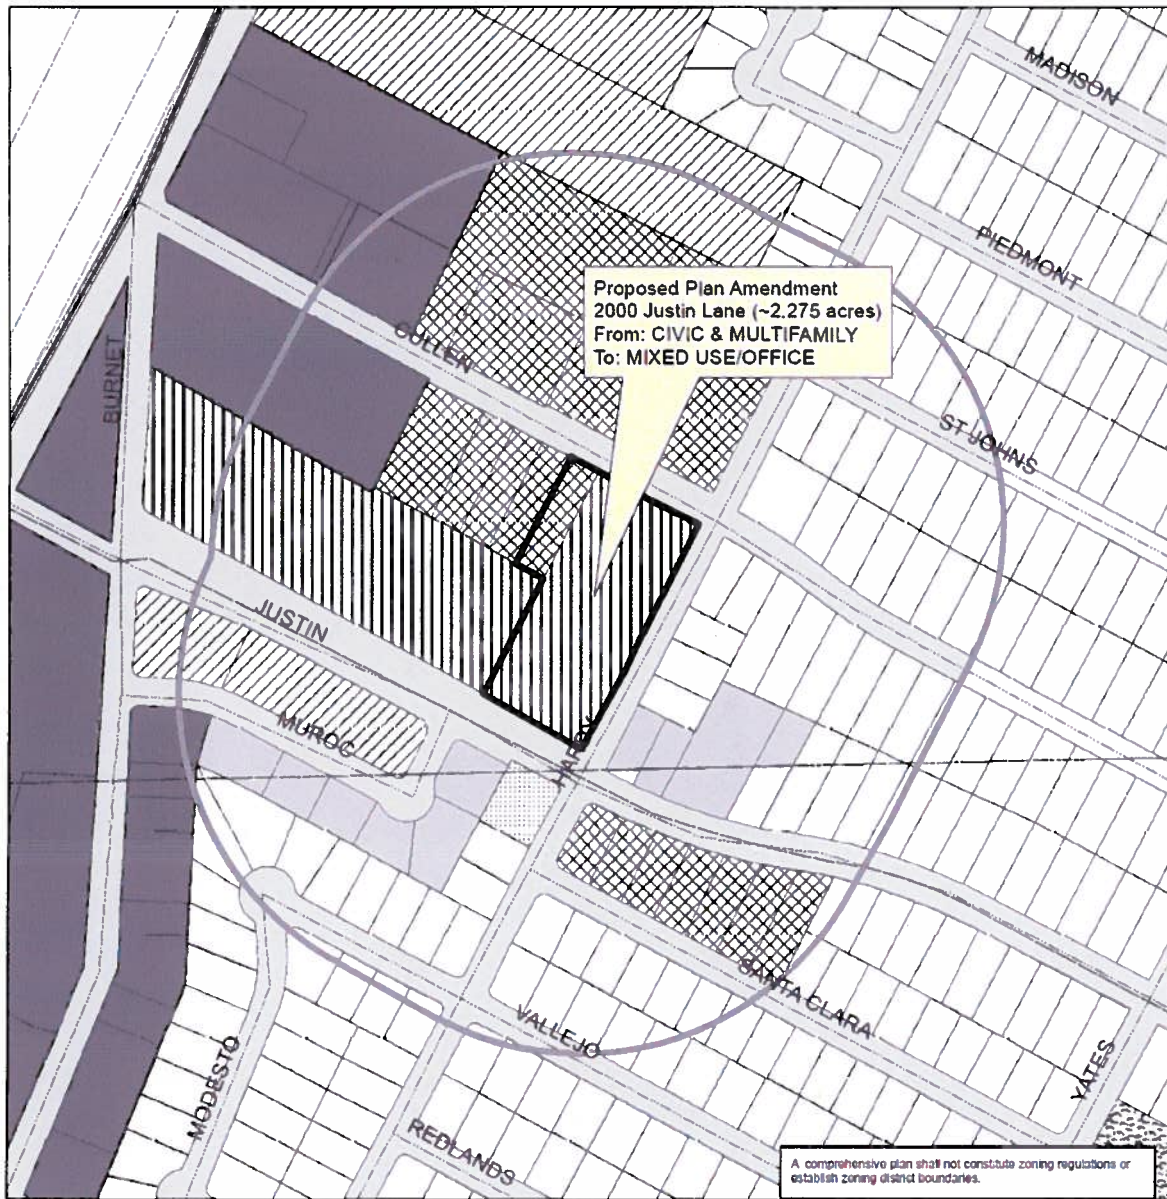 MADISON
PIEDMONT
Proposed Plan Amendment
2000 Justin Lane (~2.275 acres)
From: CIVIC & MULTIFAMILY
To: MIXED USE/OFFICE
CULLEN
BURNET
ST JOHNS
JUSTIN
MUROC
HARDY
SANTA CLARA
VALLEJO
MODESTO
YATES
REDLANDS
A comprehensive plan shall not constitute zoning regulations or
establish zoning district boundaries.